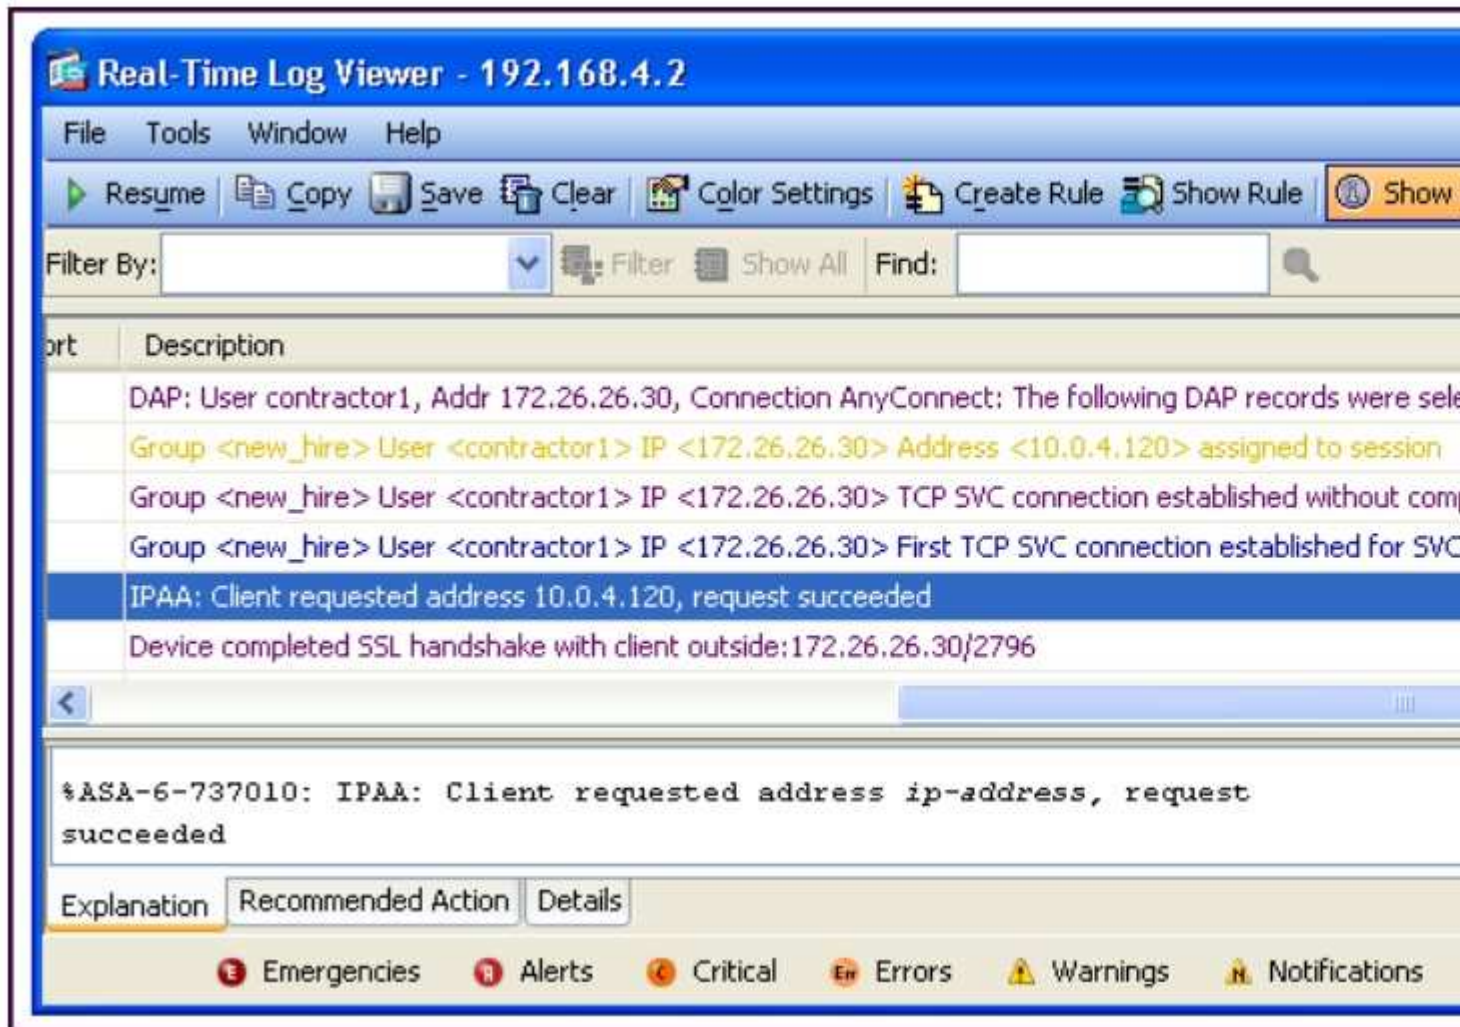 Real-Time Log Viewer - 192.168.4.2
File Tools Window Help
Resume Copy Save Clear Color Settings Create Rule Show Rule Show
Filter By: Filter Show All Find:
ort Description
DAP: User contractor1, Addr 172.26.26.30, Connection AnyConnect: The following DAP records were sele
Group <new_hire> User <contractor1> IP <172.26.26.30> Address <10.0.4.120> assigned to session
Group <new_hire> User <contractor1> IP <172.26.26.30> TCP SVC connection established without comp
Group <new_hire> User <contractor1> IP <172.26.26.30> First TCP SVC connection established for SVC
IPAA: Client requested address 10.0.4.120, request succeeded
Device completed SSL handshake with client outside:172.26.26.30/2796
%ASA-6-737010: IPAA: Client requested address ip-address, request
succeeded
Explanation Recommended Action Details
Emergencies Alerts Critical Errors Warnings Notifications